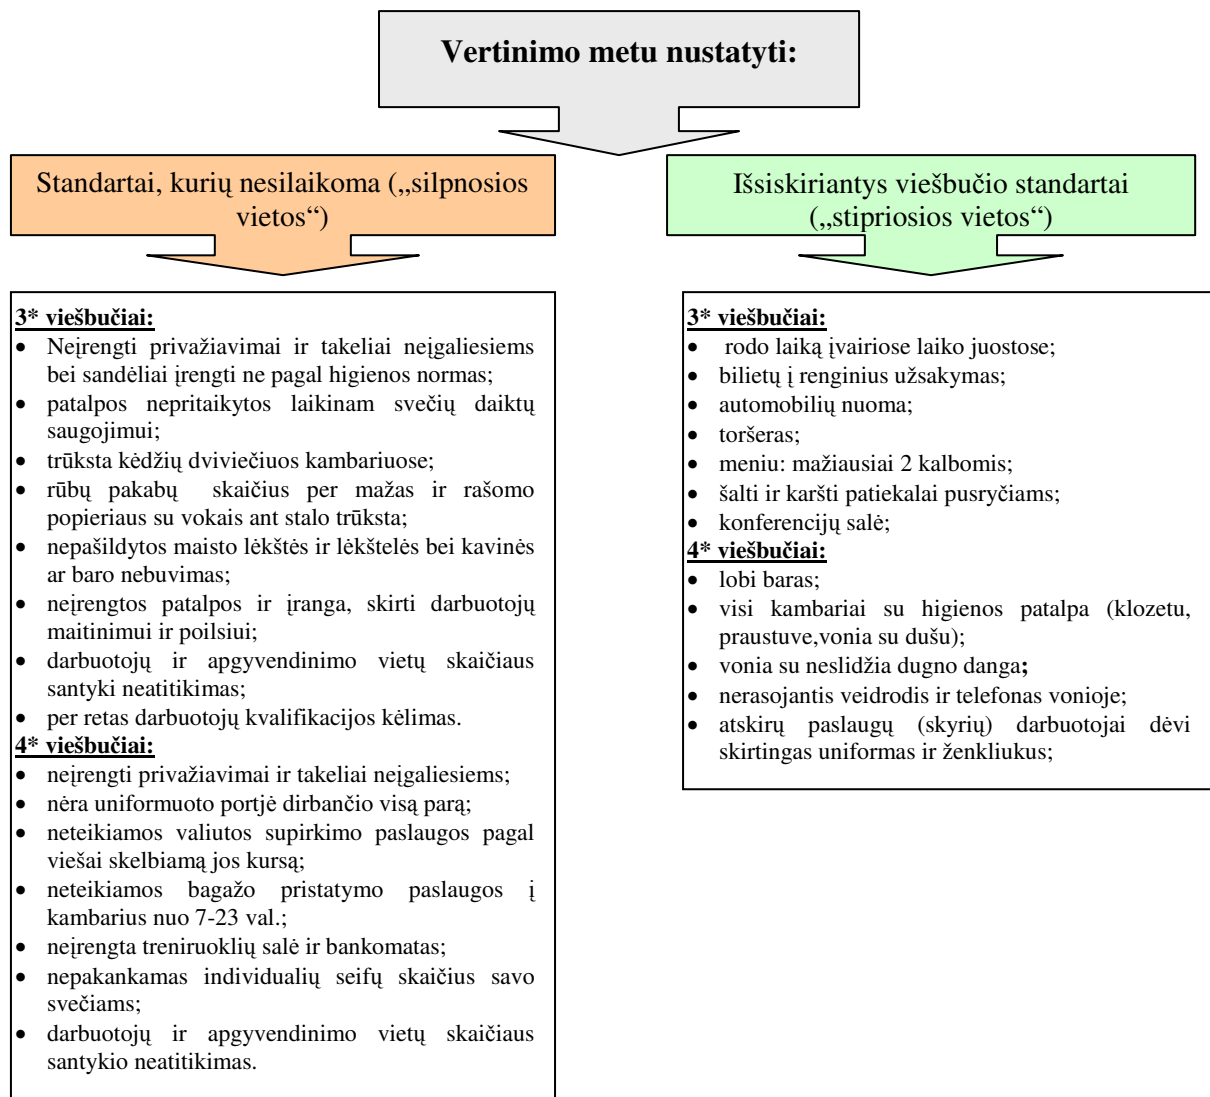 Vertinimo metu nustatyti:
Standartai, kurių nesilaikoma („silpnosios
vietos“)
3* viešbučiai:
• Neįrengti privažiavimai ir takeliai neįgaliesiems
bei sandėliai įrengti ne pagal higienos normas;
• patalpos nepritaikytos laikinam svečių daiktų
saugojimui;
• trūksta kėdžių dviviečiuos kambariuose;
• rūbų pakabų skaičius per mažas ir rašomo
popieriaus su vokais ant stalo trūksta;
• nepašildytos maisto lėkštės ir lėkštelės bei kavinės
ar baro nebuvimas;
• neįrengtos patalpos ir įranga, skirti darbuotojų
maitinimui ir poilsiui;
• darbuotojų ir apgyvendinimo vietų skaičiaus
santyki neatitikimas;
• per retas darbuotojų kvalifikacijos kėlimas.
4* viešbučiai:
• neįrengti privažiavimai ir takeliai neįgaliesiems;
• nėra uniformuoto portjė dirbančio visą parą;
• neteikiamos valiutos supirkimo paslaugos pagal
viešai skelbiamą jos kursą;
• neteikiamos bagažo pristatymo paslaugos į
kambarius nuo 7-23 val.;
• neįrengta treniruoklių salė ir bankomatas;
• nepakankamas individualių seifų skaičius savo
svečiams;
• darbuotojų ir apgyvendinimo vietų skaičiaus
santykio neatitikimas.
Išsiskiriantys viešbučio standartai
(„stipriosios vietos“)
3* viešbučiai:
• rodo laiką įvairiose laiko juostose;
• bilietų į renginius užsakymas;
• automobilių nuoma;
• toršeras;
• meniu: mažiausiai 2 kalbomis;
• šalti ir karšti patiekalai pusryčiams;
• konferencijų salė;
4* viešbučiai:
• lobi baras;
• visi kambariai su higienos patalpa (klozetu,
praustuve,vonia su dušu);
• vonia su neslidžia dugno danga;
• nerasojantis veidrodis ir telefonas vonioje;
• atskirų paslaugų (skyrių) darbuotojai dėvi
skirtingas uniformas ir ženkliukus;